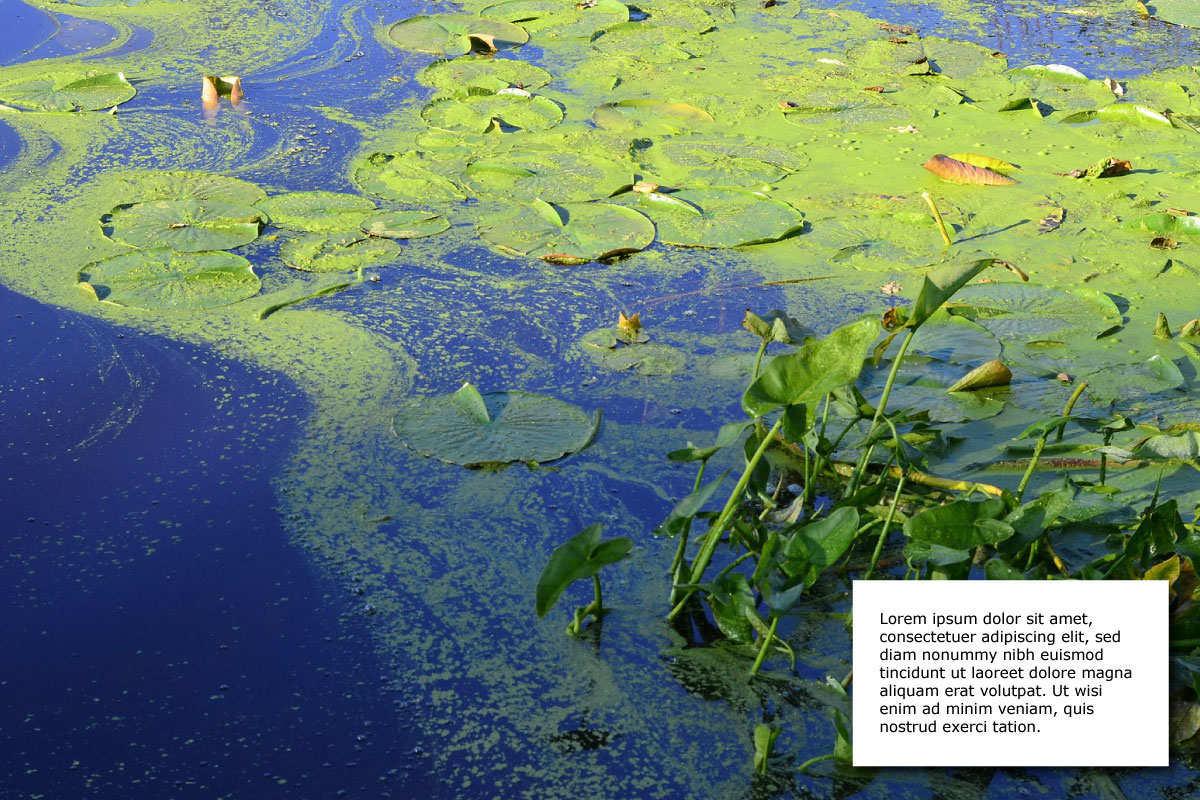 Lorem ipsum dolor sit amet,
consectetuer adipiscing elit, sed
diam nonummy nibh euismod
tincidunt ut laoreet dolore magna
aliquam erat volutpat. Ut wisi
enim ad minim veniam, quis
nostrud exerci tation.